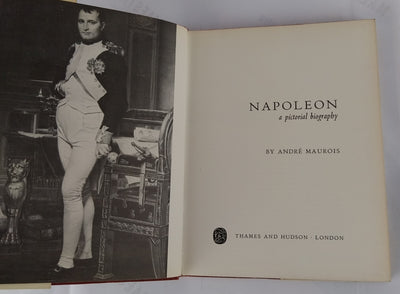 NAPOLEON
a pictorial biography
BY ANDRÉ MAUROIS
THAMES AND HUDSON · LONDON